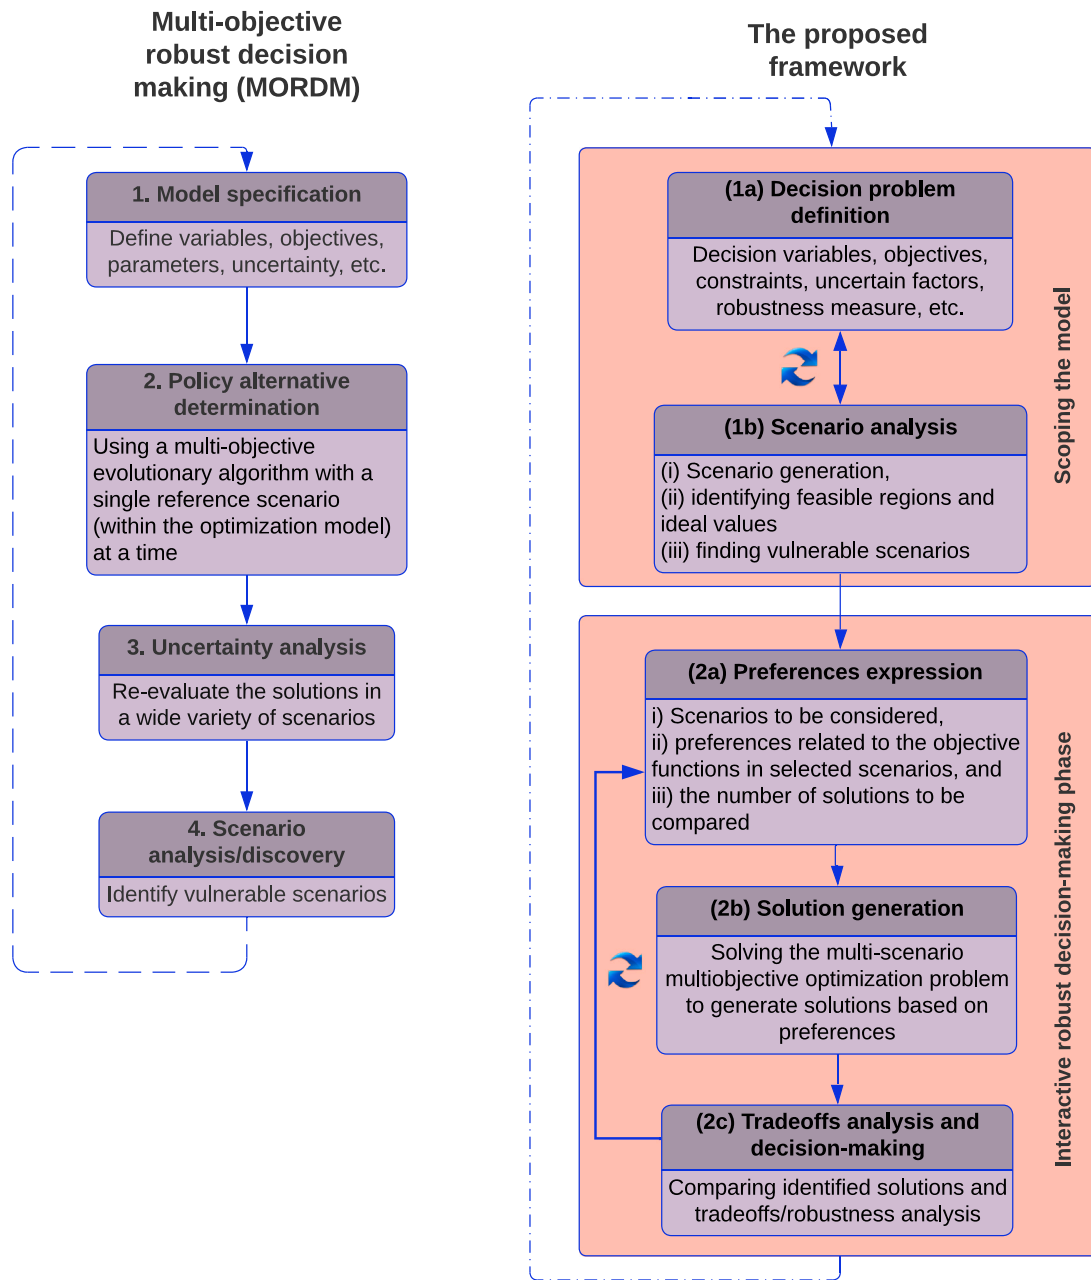 Multi-objective
robust decision
making (MORDM)
1. Model specification
Define variables, objectives,
parameters, uncertainty, etc.
2. Policy alternative
determination
Using a multi-objective
evolutionary algorithm with a
single reference scenario
(within the optimization model)
at a time
3. Uncertainty analysis
Re-evaluate the solutions in
a wide variety of scenarios
4. Scenario
analysis/discovery
Identify vulnerable scenarios
The proposed
framework
(1a) Decision problem
definition
Decision variables, objectives,
constraints, uncertain factors,
robustness measure, etc.
(1b) Scenario analysis
(i) Scenario generation,
(ii) identifying feasible regions and
ideal values
(iii) finding vulnerable scenarios
Scoping the model
(2a) Preferences expression
i) Scenarios to be considered,
ii) preferences related to the objective
functions in selected scenarios, and
iii) the number of solutions to be
compared
(2b) Solution generation
Solving the multi-scenario
multiobjective optimization problem
to generate solutions based on
preferences
(2c) Tradeoffs analysis and
decision-making
Comparing identified solutions and
tradeoffs/robustness analysis
Interactive robust decision-making phase